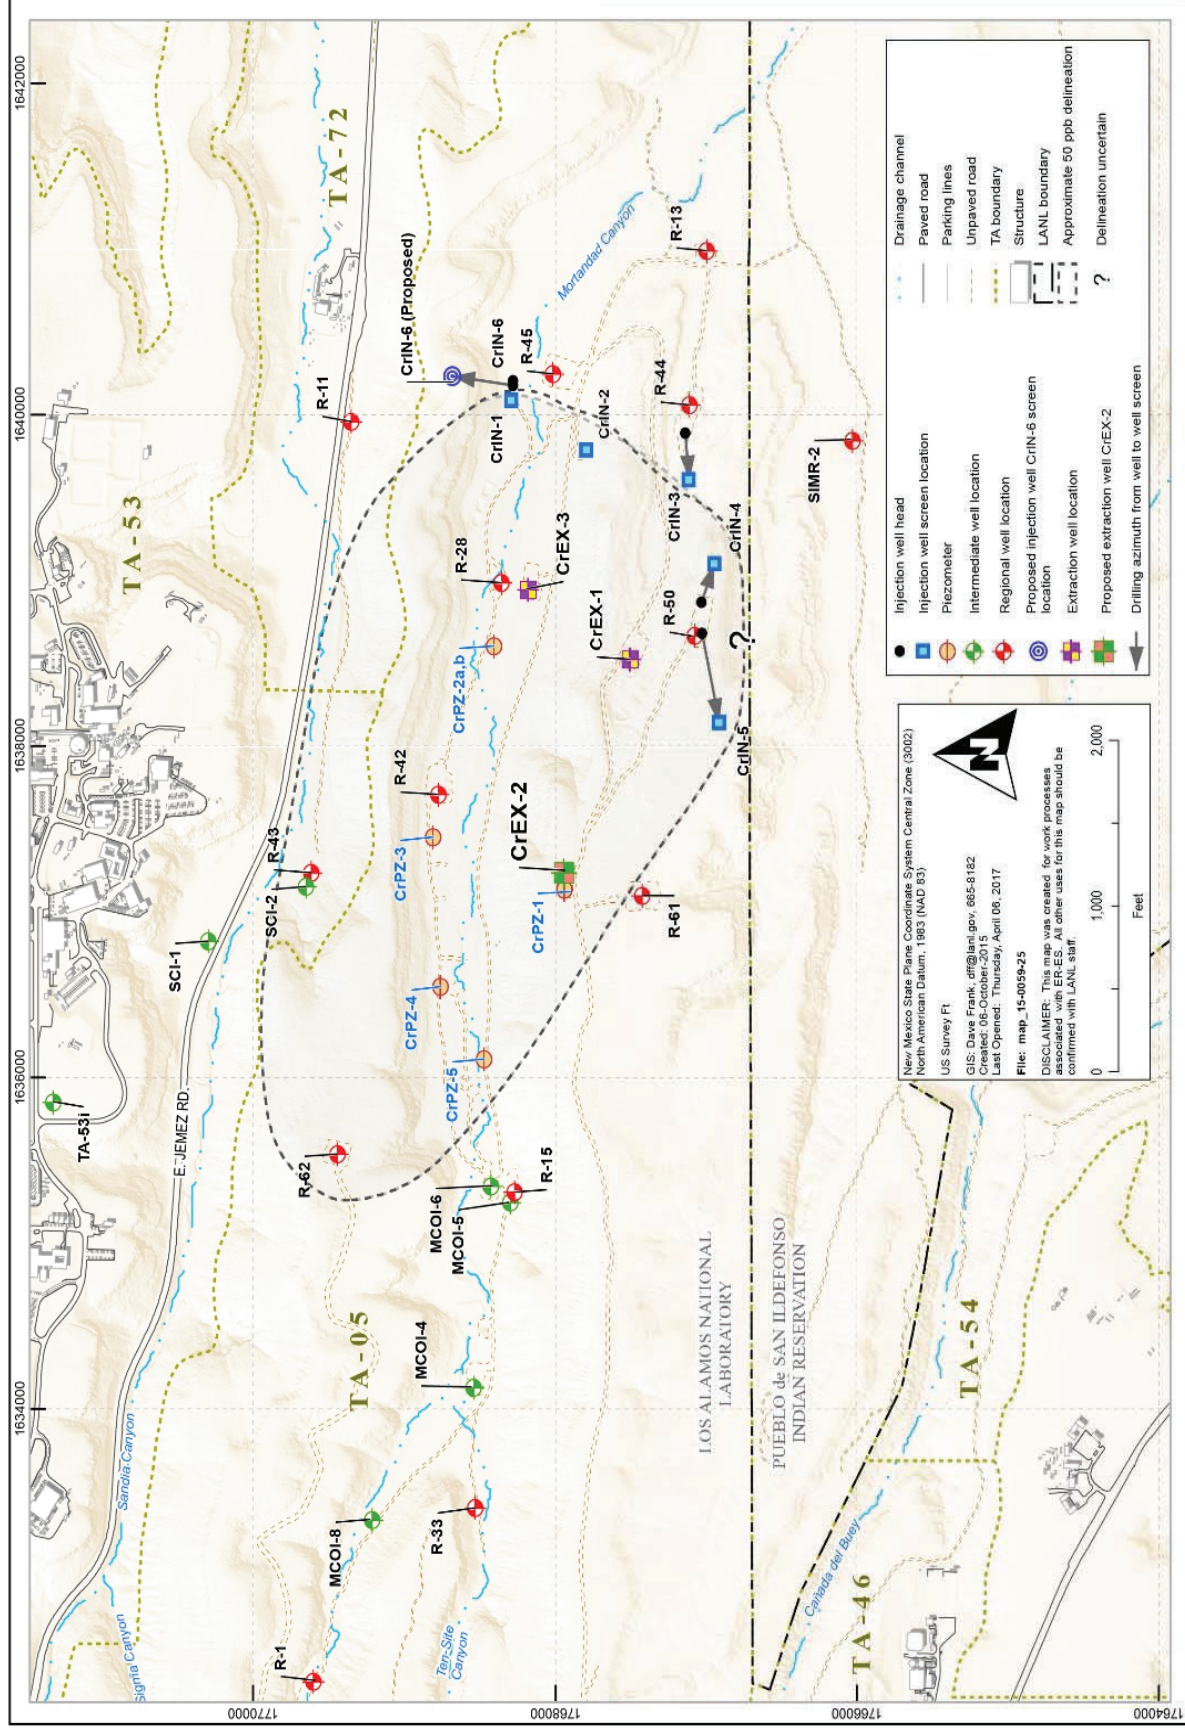 1634000
1636000
1638000
1640000
1642000
Sigma Canyon
Sandia Canyon
TA-53i
E. JEMEZ RD.
SCI-1
TA-53
TA-72
1770000
R-1
R-62
SCI-2
R-43
R-11
MCOI-8
TA-05
R-42
CrIN-6 (Proposed)
MCOI-4
CrPZ-4
CrPZ-3
R-33
Ten-Site
Canyon
MCOI-6
MCOI-5
CrPZ-5
CrPZ-2a,b
R-28
CrIN-1
CrIN-6
R-45
1768000
R-15
CrPZ-1
CrEX-2
CrEX-3
CrIN-2
Mortandad Canyon
CrEX-1
R-61
R-50
CrIN-3
R-44
R-13
LOS ALAMOS NATIONAL
LABORATORY
CrIN-5
?
CrIN-4
PUEBLO de SAN ILDEFONSO
INDIAN RESERVATION
Cañada del Buey
SIMR-2
1766000
TA-46
TA-54
1764000
New Mexico State Plane Coordinate System Central Zone (3002)
North American Datum, 1983 (NAD 83)
US Survey Ft
GIS: Dave Frank, dff@lanl.gov, 665-8182
Created: 06-October-2015
Last Opened: Thursday, April 06, 2017
File: map_15-0059-25
DISCLAIMER: This map was created for work processes
associated with ER-ES. All other uses for this map should be
confirmed with LANL staff.
N
0
1,000
2,000
Feet
Injection well head
Injection well screen location
Piezometer
Intermediate well location
Regional well location
Proposed injection well CrIN-6 screen
location
Extraction well location
Proposed extraction well CrEX-2
Drilling azimuth from well to well screen
Drainage channel
Paved road
Parking lines
Unpaved road
TA boundary
Structure
LANL boundary
Approximate 50 ppb delineation
? Delineation uncertain